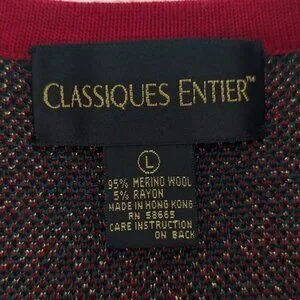 CLASSIQUES ENTIER™
L
95% MERINO WOOL
5% RAYON
MADE IN HONG KONG
RN 58665
CARE INSTRUCTION
ON BACK